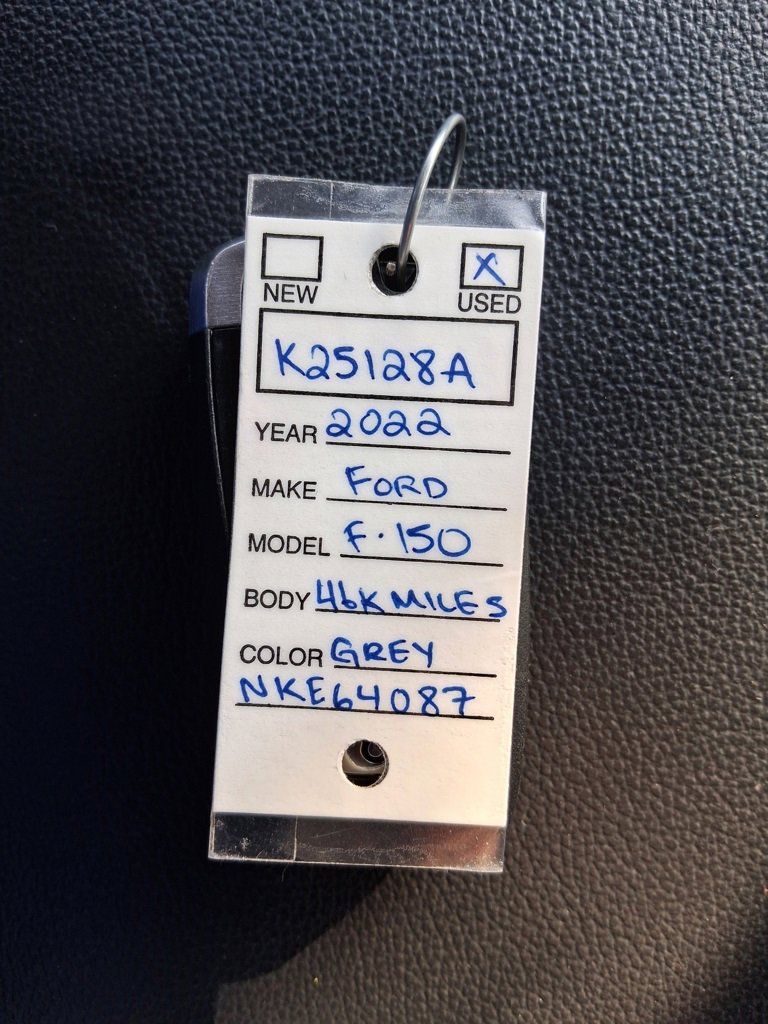 NEW X USED
K25128A
YEAR 2022
MAKE FORD
MODEL F-150
BODY 46K MILES
COLOR GREY
NKE64087